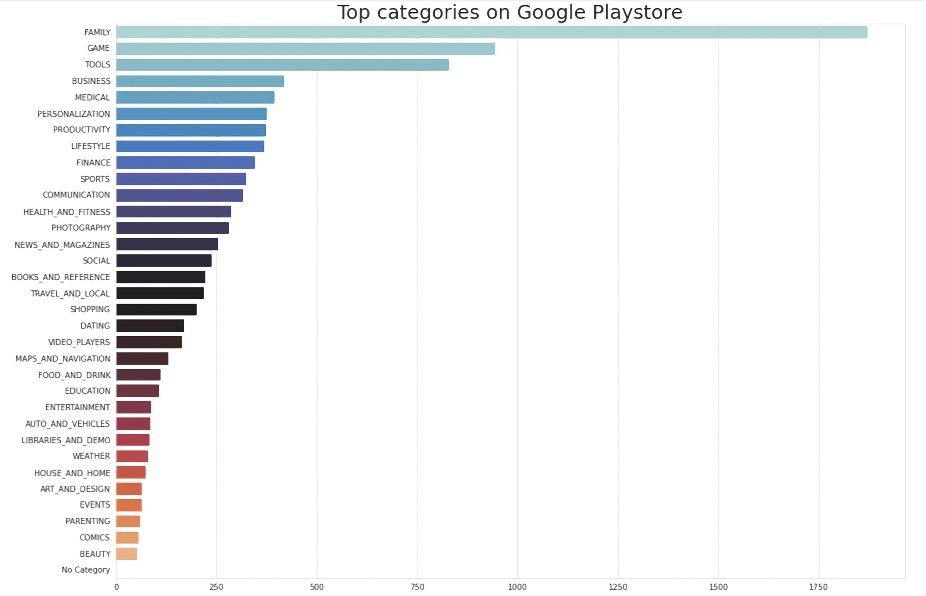 Top categories on Google Playstore
FAMILY
GAME
TOOLS
BUSINESS
MEDICAL
PERSONALIZATION
PRODUCTIVITY
LIFESTYLE
FINANCE
SPORTS
COMMUNICATION
HEALTH_AND_FITNESS
PHOTOGRAPHY
NEWS_AND_MAGAZINES
SOCIAL
BOOKS_AND_REFERENCE
TRAVEL_AND_LOCAL
SHOPPING
DATING
VIDEO_PLAYERS
MAPS_AND_NAVIGATION
FOOD_AND_DRINK
EDUCATION
ENTERTAINMENT
AUTO_AND_VEHICLES
LIBRARIES_AND_DEMO
WEATHER
HOUSE_AND_HOME
ART_AND_DESIGN
EVENTS
PARENTING
COMICS
BEAUTY
No Category
0 250 500 750 1000 1250 1500 1750